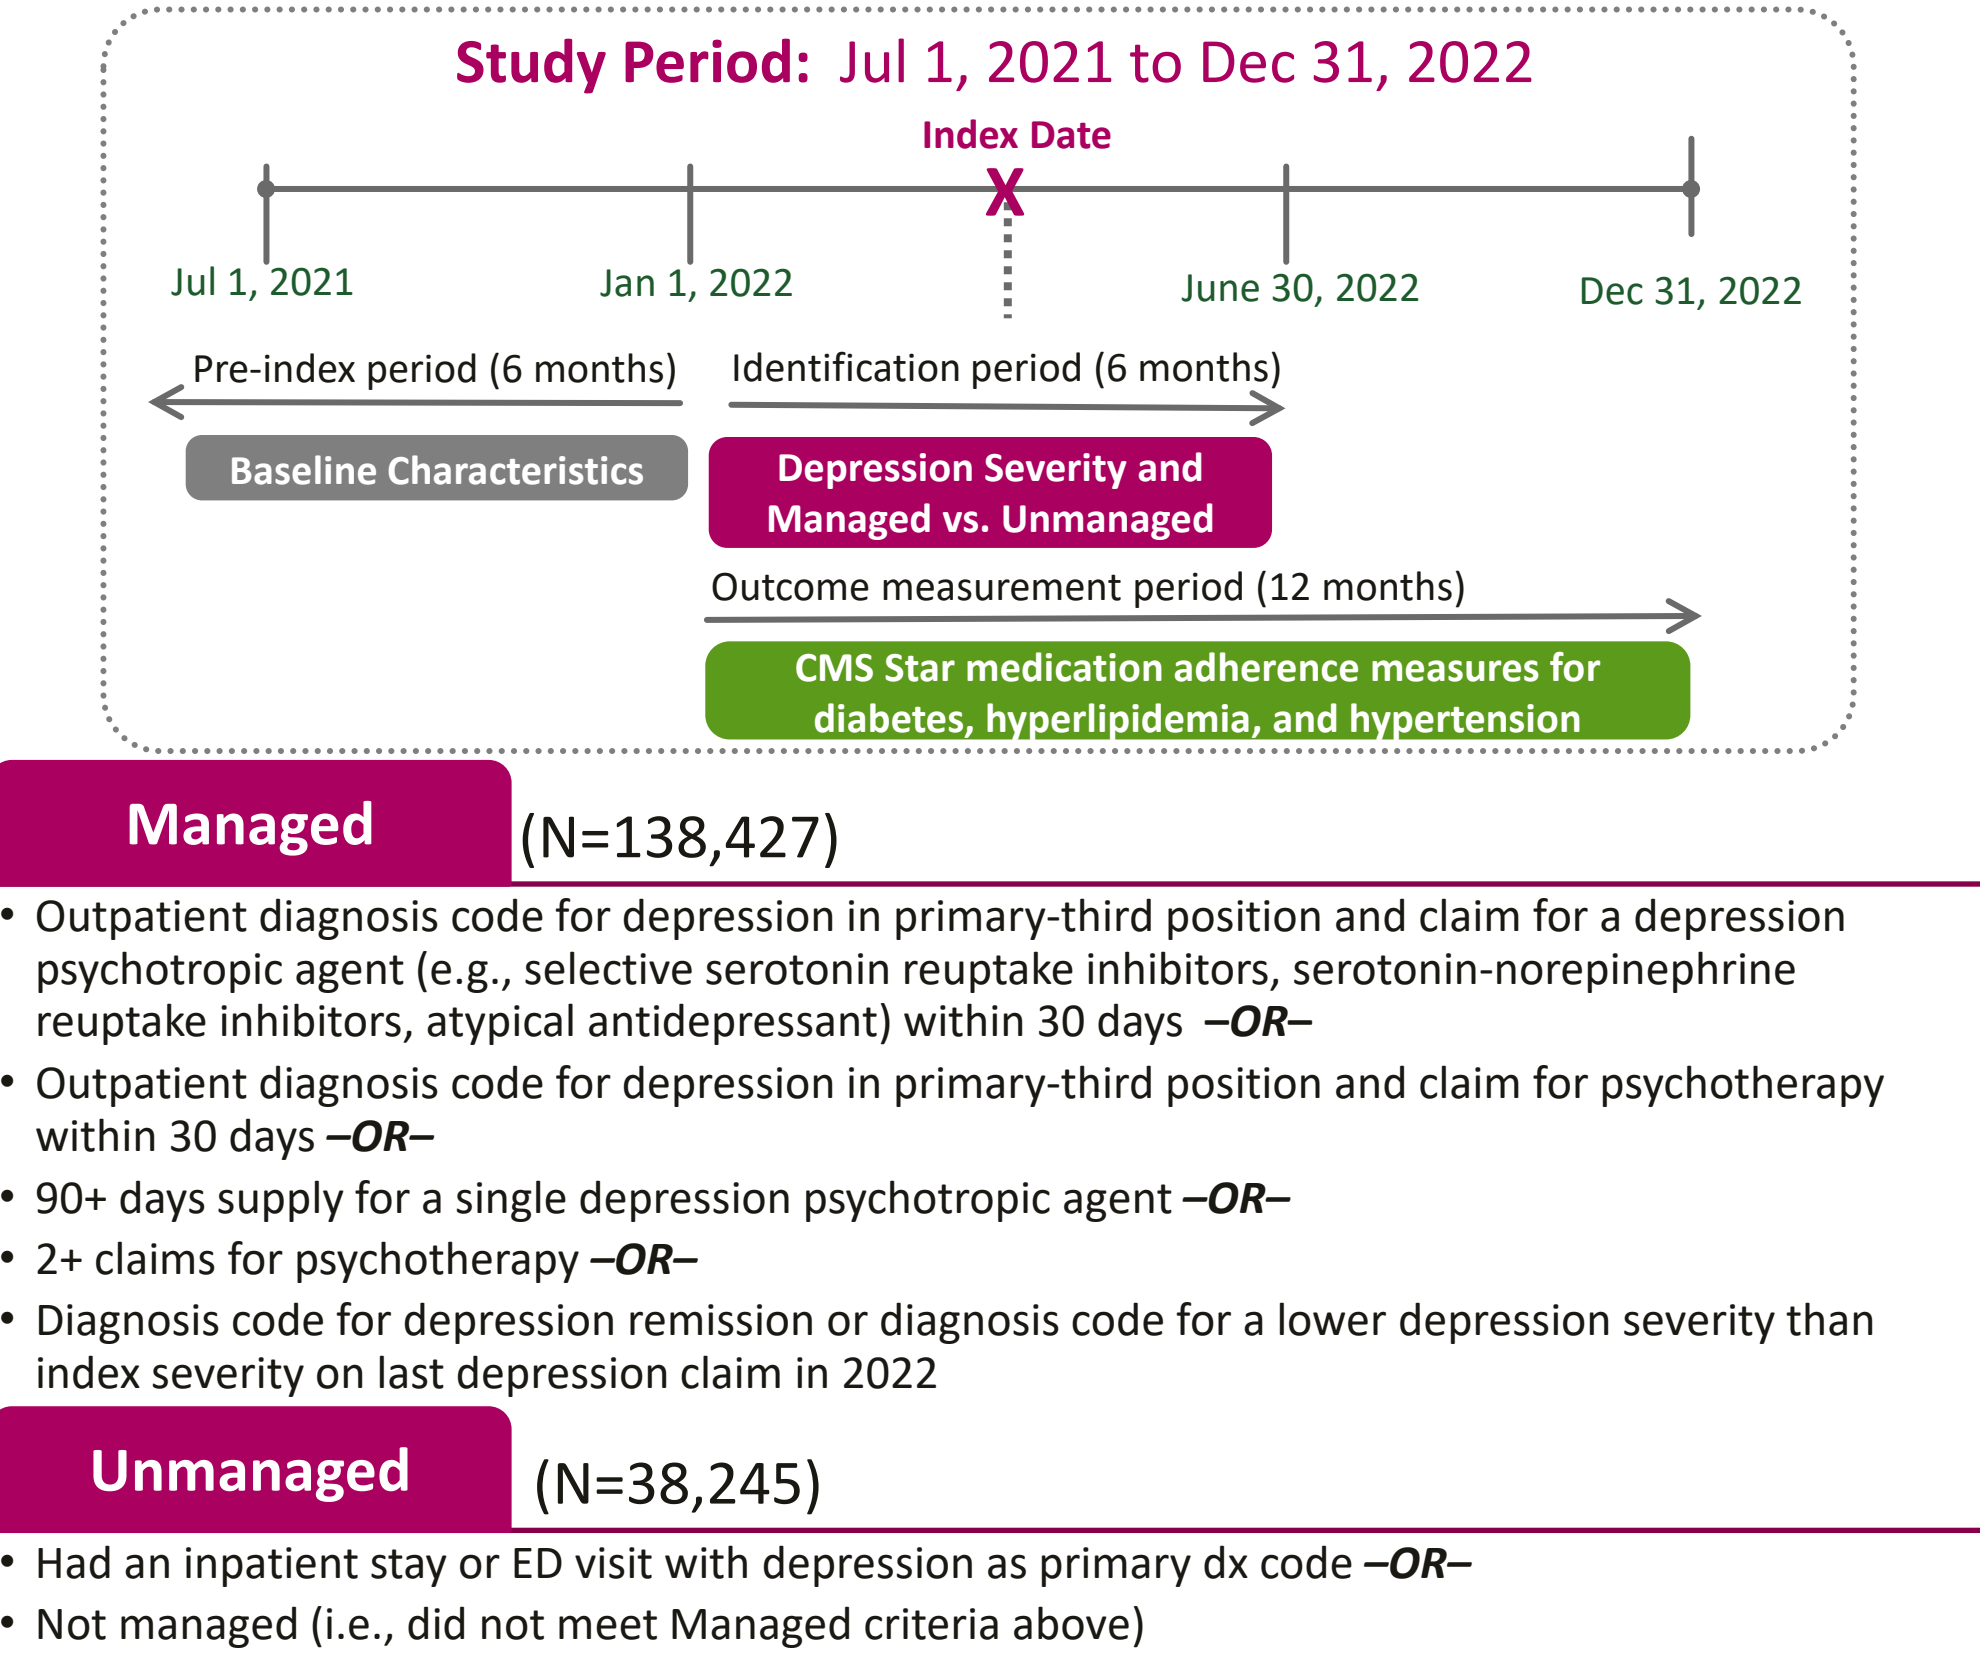 Study Period: Jul 1, 2021 to Dec 31, 2022
Index Date
X
Jul 1, 2021
Jan 1, 2022
June 30, 2022
Dec 31, 2022
Pre-index period (6 months)
Identification period (6 months)
Baseline Characteristics
Depression Severity and
Managed vs. Unmanaged
Outcome measurement period (12 months)
CMS Star medication adherence measures for
diabetes, hyperlipidemia, and hypertension
Managed (N=138,427)
• Outpatient diagnosis code for depression in primary-third position and claim for a depression
psychotropic agent (e.g., selective serotonin reuptake inhibitors, serotonin-norepinephrine
reuptake inhibitors, atypical antidepressant) within 30 days –OR–
• Outpatient diagnosis code for depression in primary-third position and claim for psychotherapy
within 30 days –OR–
• 90+ days supply for a single depression psychotropic agent –OR–
• 2+ claims for psychotherapy –OR–
• Diagnosis code for depression remission or diagnosis code for a lower depression severity than
index severity on last depression claim in 2022
Unmanaged (N=38,245)
• Had an inpatient stay or ED visit with depression as primary dx code –OR–
• Not managed (i.e., did not meet Managed criteria above)